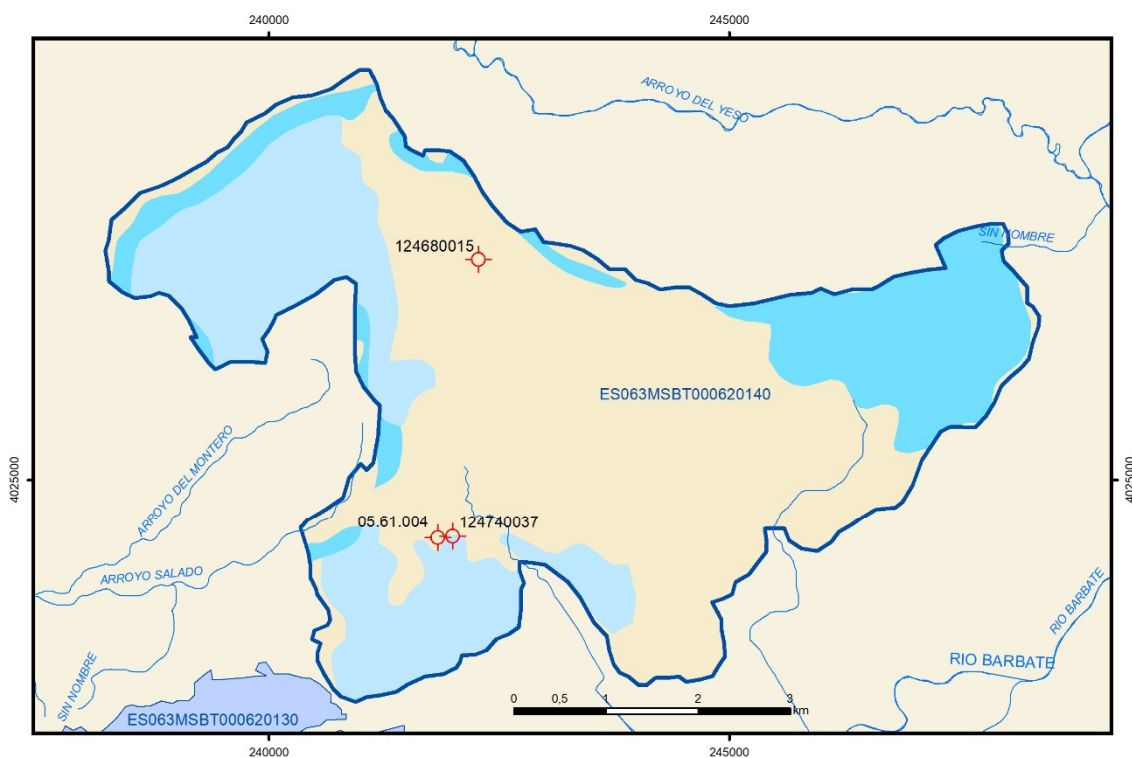 240000
245000
ARROYO DEL YESO
SIN NOMBRE
124680015
ES063MSBT000620140
4025000
4025000
ARROYO DEL MONTERO
05.61.004
124740037
ARROYO SALADO
RIO BARBATE
RIO BARBATE
SIN NOMBRE
ES063MSBT000620130
0
0,5
1
2
3
km
240000
245000